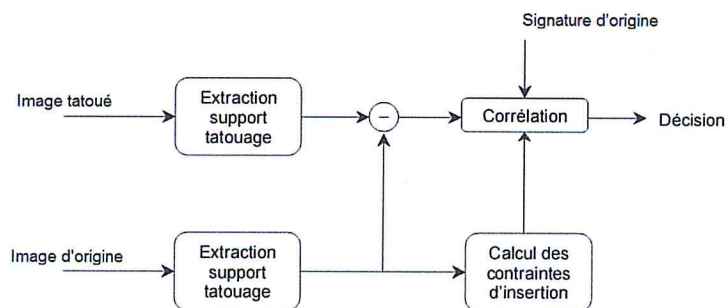 Signature d'origine
Image tatoué
Extraction
support
tatouage
−
Corrélation
Décision
Image d'origine
Extraction
support
tatouage
Calcul des
contraintes
d'insertion